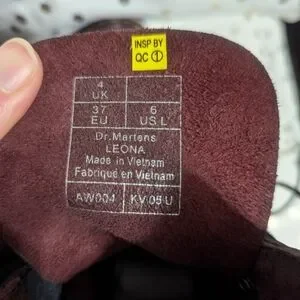 INSP BY
QC ①
4
UK
37 6
EU US L
Dr.Martens
LEONA
Made in Vietnam
Fabriqué en Vietnam
AW004 KV 05 U